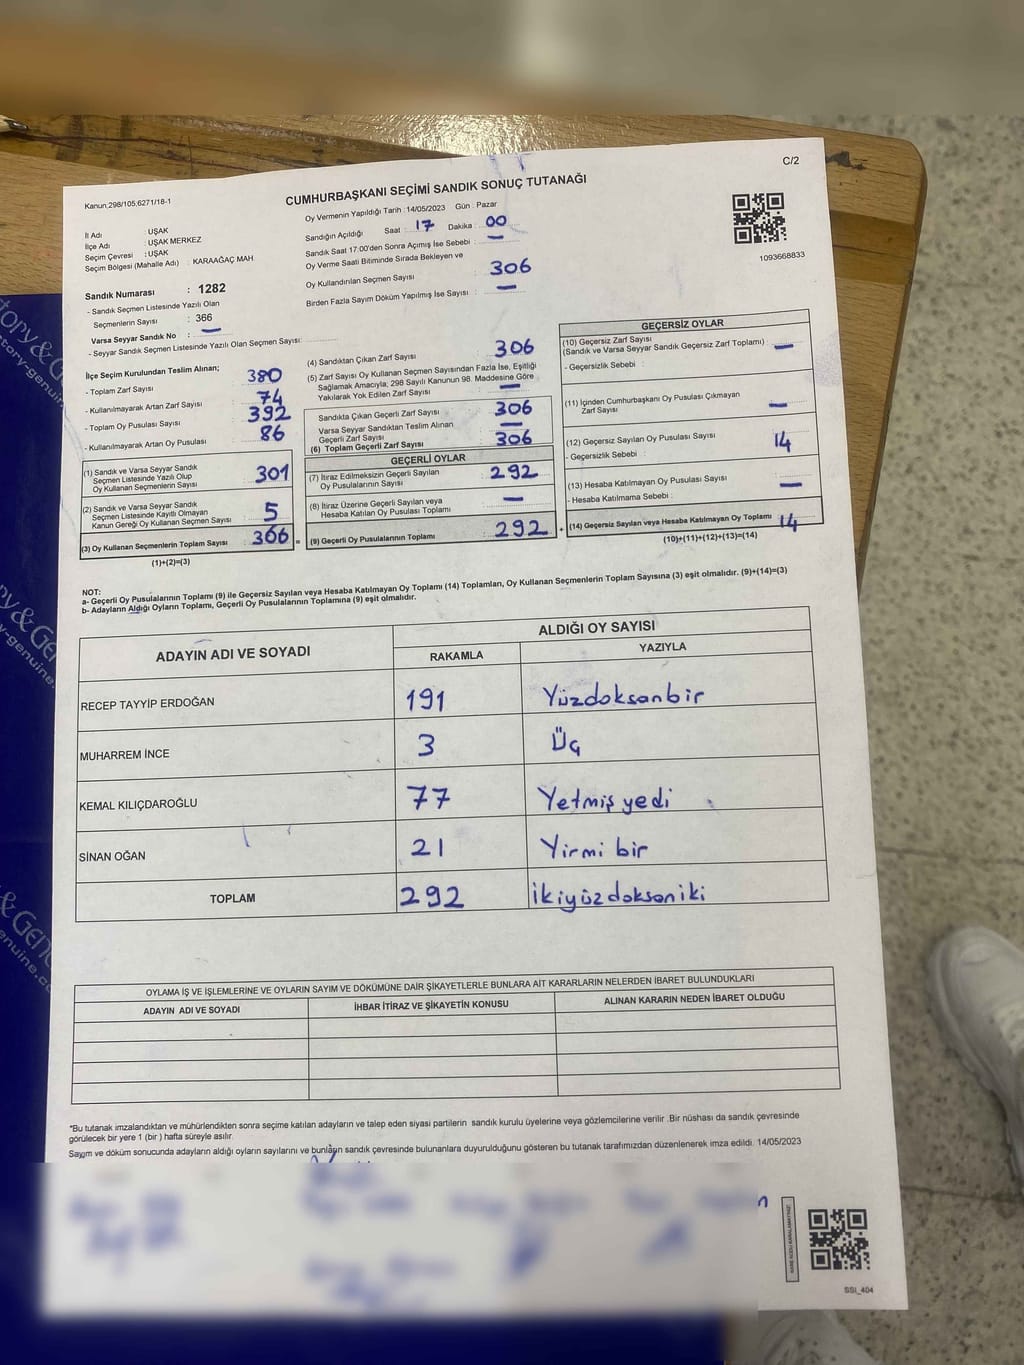 C/2
Kanun,298/105;6271/18-1
CUMHURBAŞKANI SEÇİMİ SANDIK SONUÇ TUTANAĞI
İl Adı : UŞAK
İlçe Adı : UŞAK MERKEZ
Seçim Çevresi : UŞAK
Seçim Bölgesi (Mahalle Adı) : KARAAĞAÇ MAH
Oy Vermenin Yapıldığı Tarih : 14/05/2023 Gün : Pazar
Sandığın Açıldığı Saat : 17 Dakika : 00
Sandık Saat 17:00'den Sonra Açımış İse Sebebi : —
Oy Verme Saati Bitiminde Sırada Bekleyen ve
Oy Kullandırılan Seçmen Sayısı : 306
Birden Fazla Sayım Döküm Yapılmış İse Sayısı : —
1093668833
Sandık Numarası : 1282
- Sandık Seçmen Listesinde Yazılı Olan
Seçmenlerin Sayısı : 366
Varsa Seyyar Sandık No : —
- Seyyar Sandık Seçmen Listesinde Yazılı Olan Seçmen Sayısı:
İlçe Seçim Kurulundan Teslim Alınan;
- Toplam Zarf Sayısı : 380
- Kullanılmayarak Artan Zarf Sayısı : 74
- Toplam Oy Pusulası Sayısı : 392
- Kullanılmayarak Artan Oy Pusulası : 86
(1) Sandık ve Varsa Seyyar Sandık
Seçmen Listesinde Yazılı Olup
Oy Kullanan Seçmenlerin Sayısı : 301
(2) Sandık ve Varsa Seyyar Sandık
Seçmen Listesinde Kayıtlı Olmayan
Kanun Gereği Oy Kullanan Seçmen Sayısı : 5
(3) Oy Kullanan Seçmenlerin Toplam Sayısı : 366 =
(1)+(2)=(3)
(4) Sandıktan Çıkan Zarf Sayısı : 306
(5) Zarf Sayısı Oy Kullanan Seçmen Sayısından Fazla İse, Eşitliği
Sağlamak Amacıyla; 298 Sayılı Kanunun 98. Maddesine Göre
Yakılarak Yok Edilen Zarf Sayısı : —
Sandıkta Çıkan Geçerli Zarf Sayısı : 306
Varsa Seyyar Sandıktan Teslim Alınan
Geçerli Zarf Sayısı : —
(6) Toplam Geçerli Zarf Sayısı : 306
GEÇERLİ OYLAR
(7) İtiraz Edilmeksizin Geçerli Sayılan
Oy Pusulalarının Sayısı : 292
(8) İtiraz Üzerine Geçerli Sayılan veya
Hesaba Katılan Oy Pusulası Toplamı : —
(9) Geçerli Oy Pusulalarının Toplamı : 292 +
GEÇERSİZ OYLAR
(10) Geçersiz Zarf Sayısı :
(Sandık ve Varsa Seyyar Sandık Geçersiz Zarf Toplamı) —
- Geçersizlik Sebebi :
(11) İçinden Cumhurbaşkanı Oy Pusulası Çıkmayan
Zarf Sayısı : —
(12) Geçersiz Sayılan Oy Pusulası Sayısı : 14
- Geçersizlik Sebebi :
(13) Hesaba Katılmayan Oy Pusulası Sayısı : —
- Hesaba Katılmama Sebebi :
(14) Geçersiz Sayılan veya Hesaba Katılmayan Oy Toplamı : 14
(10)+(11)+(12)+(13)=(14)
NOT:
a- Geçerli Oy Pusulalarının Toplamı (9) ile Geçersiz Sayılan veya Hesaba Katılmayan Oy Toplamı (14) Toplamları, Oy Kullanan Seçmenlerin Toplam Sayısına (3) eşit olmalıdır. (9)+(14)=(3)
b- Adayların Aldığı Oyların Toplamı, Geçerli Oy Pusulalarının Toplamına (9) eşit olmalıdır.
ADAYIN ADI VE SOYADI ALDIĞI OY SAYISI
RAKAMLA YAZIYLA
RECEP TAYYİP ERDOĞAN 191 Yüzdoksanbir
MUHARREM İNCE 3 Üç
KEMAL KILIÇDAROĞLU 77 Yetmiş yedi
SİNAN OĞAN 21 Yirmi bir
TOPLAM 292 ikiyüzdoksaniki
OYLAMA İŞ VE İŞLEMLERİNE VE OYLARIN SAYIM VE DÖKÜMÜNE DAİR ŞİKAYETLERLE BUNLARA AİT KARARLARIN NELERDEN İBARET BULUNDUKLARI
ADAYIN ADI VE SOYADI İHBAR İTİRAZ VE ŞİKAYETİN KONUSU ALINAN KARARIN NEDEN İBARET OLDUĞU
*Bu tutanak imzalandıktan ve mühürlendikten sonra seçime katılan adayların ve talep eden siyasi partilerin sandık kurulu üyelerine veya gözlemcilerine verilir .Bir nüshası da sandık çevresinde
görülecek bir yere 1 (bir ) hafta süreyle asılır.
Sayım ve döküm sonucunda adayların aldığı oyların sayılarını ve bunların sandık çevresinde bulunanlara duyurulduğunu gösteren bu tutanak tarafımızdan düzenlenerek imza edildi. 14/05/2023
SSI_404